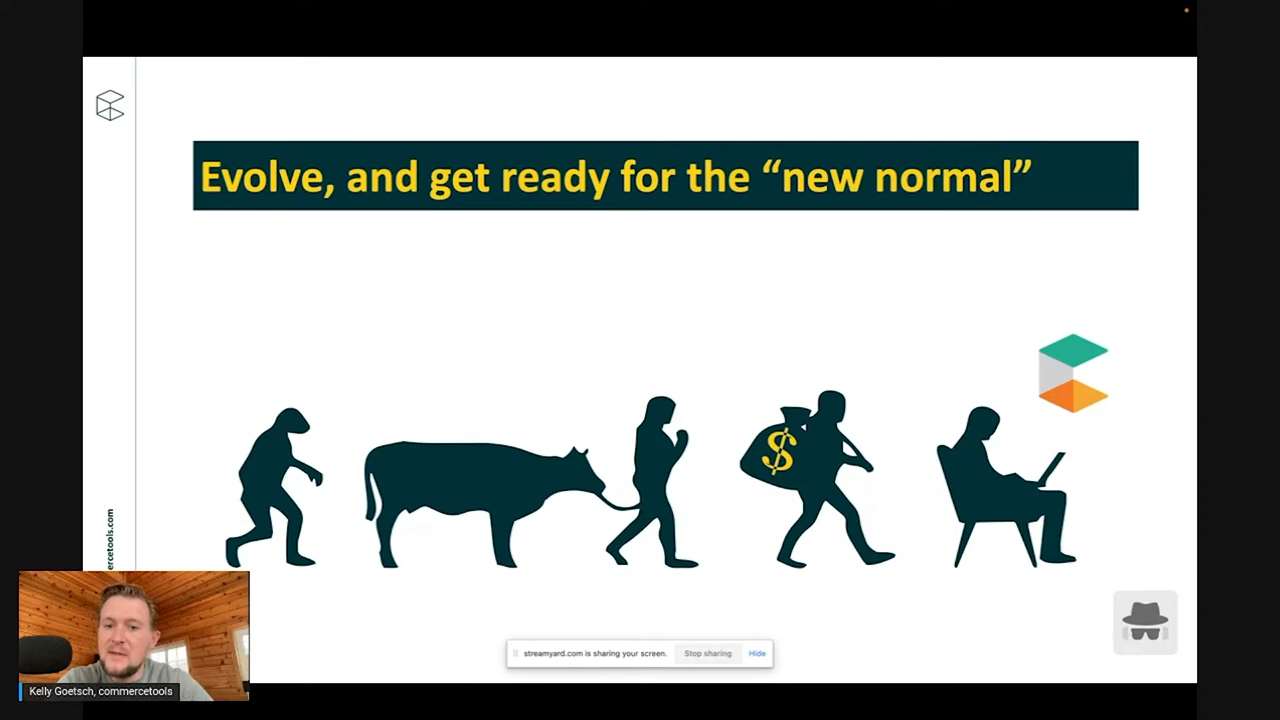 Evolve, and get ready for the “new normal”
$
ercetools.com
streamyard.com is sharing your screen. Stop sharing Hide
Kelly Goetsch, commercetools